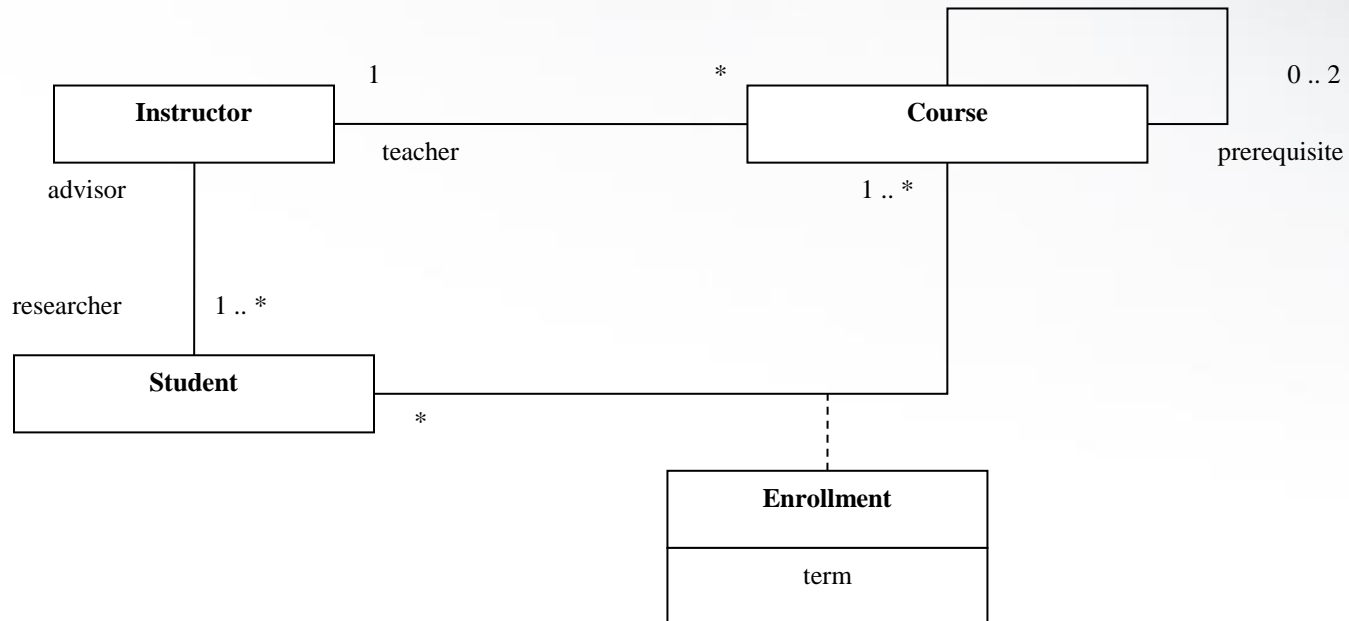 1
*
0 .. 2
Instructor
Course
teacher
prerequisite
advisor
1 .. *
researcher
1 .. *
Student
*
Enrollment
term